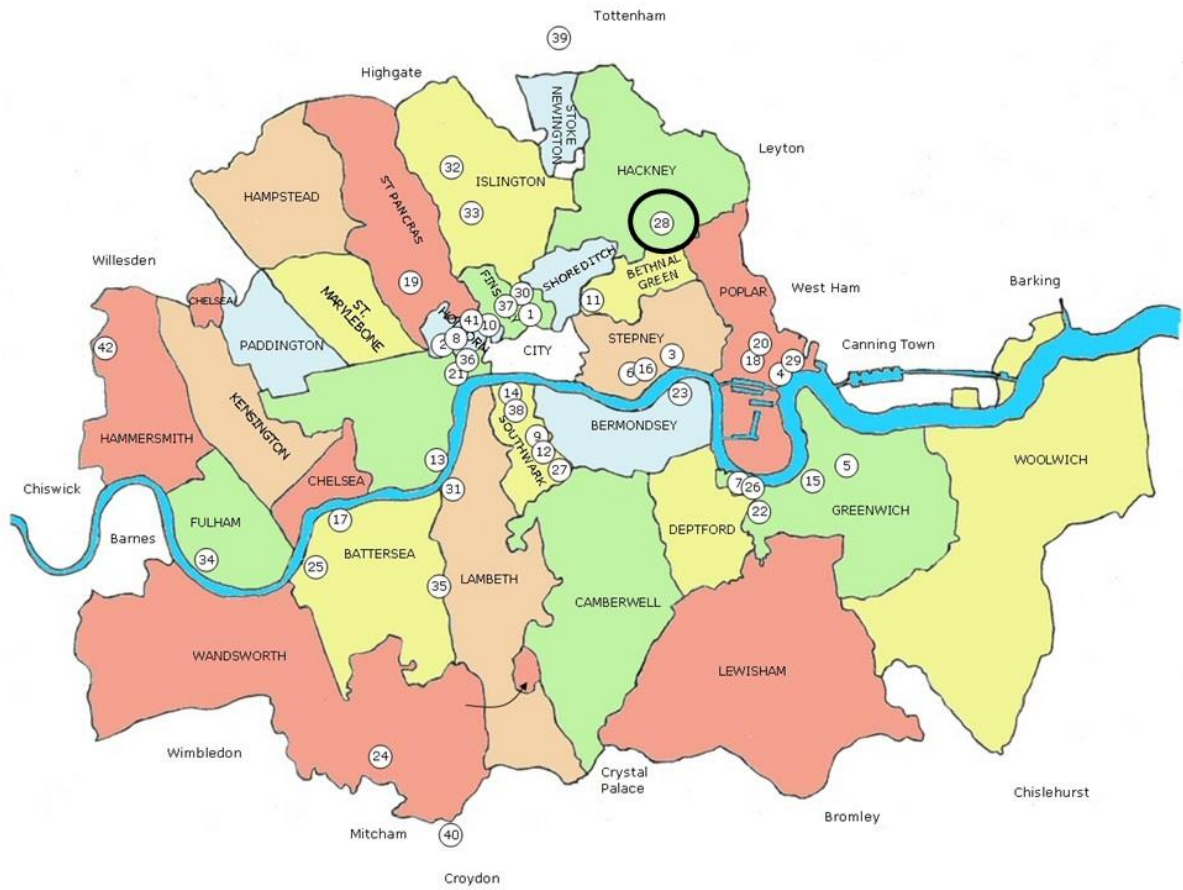 Tottenham
39
Highgate
STOKE
NEWINGTON
Leyton
HACKNEY
32
ISLINGTON
HAMPSTEAD
ST PANCRAS
33
28
Willesden
SHOREDITCH
BETHNAL
GREEN
19
CHELSEA
ST.
MARYLEBONE
30
37
1
11
POPLAR
West Ham
Barking
41
10
42
PADDINGTON
8
CITY
STEPNEY
3
20
18
29
4
Canning Town
36
21
6
16
KENSINGTON
14
38
23
SOUTHWARK
BERMONDSEY
HAMMERSMITH
9
12
27
13
WOOLWICH
5
CHELSEA
31
7
26
15
Chiswick
GREENWICH
22
FULHAM
17
DEPTFORD
Barnes
34
25
BATTERSEA
35
LAMBETH
CAMBERWELL
WANDSWORTH
LEWISHAM
Wimbledon
24
Crystal
Palace
Chislehurst
Mitcham
40
Bromley
Croydon